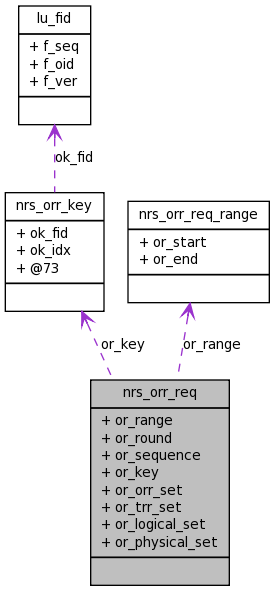 lu_fid
+ f_seq
+ f_oid
+ f_ver
ok_fid
nrs_orr_key
+ ok_fid
+ ok_idx
+ @73
nrs_orr_req_range
+ or_start
+ or_end
or_key
or_range
nrs_orr_req
+ or_range
+ or_round
+ or_sequence
+ or_key
+ or_orr_set
+ or_trr_set
+ or_logical_set
+ or_physical_set